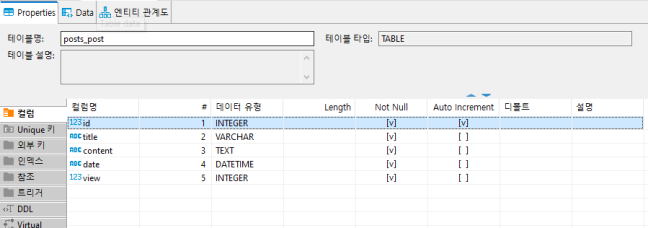 Properties Data 엔티티 관계도
테이블명: posts_post 테이블 타입: TABLE
테이블 설명:
컬럼 컬럼명 # 데이터 유형 Length Not Null Auto Increment 디폴트 설명
Unique 키 123 id 1 INTEGER [v] [v]
외부 키 ABC title 2 VARCHAR [v] [ ]
인덱스 ABC content 3 TEXT [v] [ ]
참조 ABC date 4 DATETIME [v] [ ]
트리거 123 view 5 INTEGER [v] [ ]
DDL
Virtual